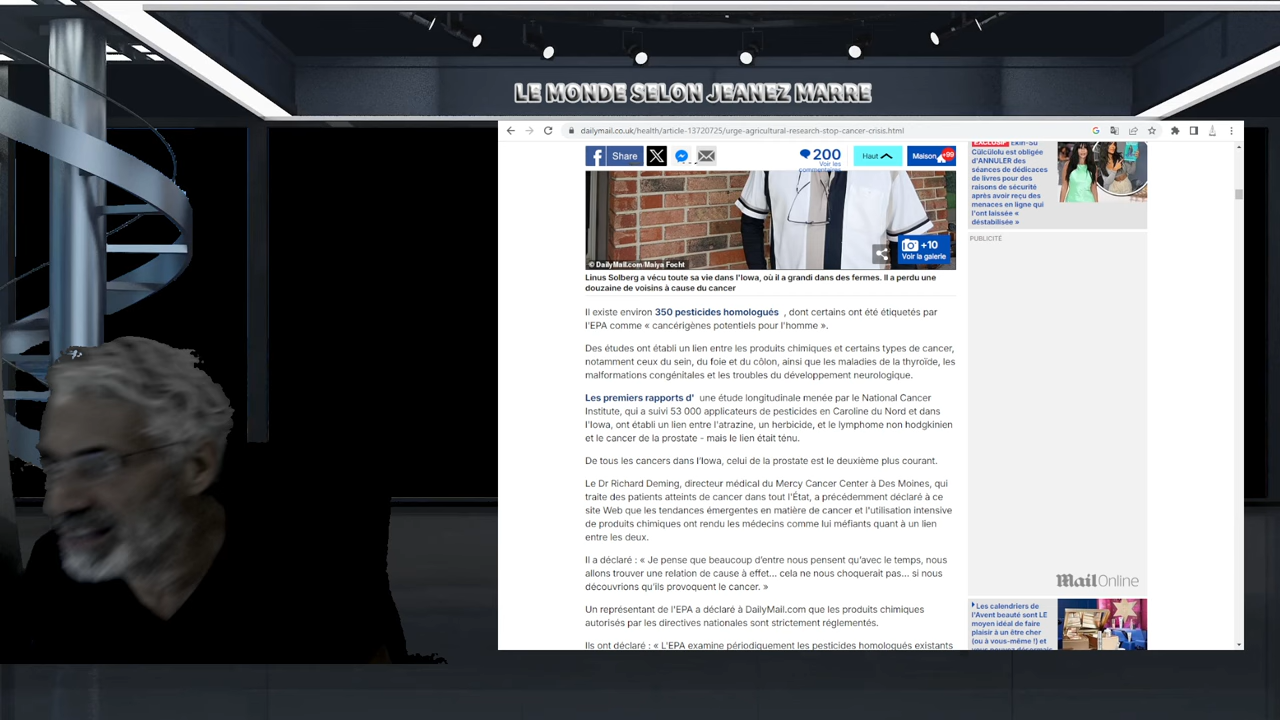 LE MONDE SELON JEANEZ MARRE
dailymail.co.uk/health/article-13720725/urge-agricultural-research-stop-cancer-crisis.html
Share
200
Voir les
commentaires
Haut
Maison
+99
+10
Voir la galerie
© DailyMail.com/Maiya Focht
Linus Solberg a vécu toute sa vie dans l'Iowa, où il a grandi dans des fermes. Il a perdu une
douzaine de voisins à cause du cancer
Il existe environ 350 pesticides homologués , dont certains ont été étiquetés par
l'EPA comme « cancérigènes potentiels pour l'homme ».
Des études ont établi un lien entre les produits chimiques et certains types de cancer,
notamment ceux du sein, du foie et du côlon, ainsi que les maladies de la thyroïde, les
malformations congénitales et les troubles du développement neurologique.
Les premiers rapports d' une étude longitudinale menée par le National Cancer
Institute, qui a suivi 53 000 applicateurs de pesticides en Caroline du Nord et dans
l'Iowa, ont établi un lien entre l'atrazine, un herbicide, et le lymphome non hodgkinien
et le cancer de la prostate - mais le lien était ténu.
De tous les cancers dans l'Iowa, celui de la prostate est le deuxième plus courant.
Le Dr Richard Deming, directeur médical du Mercy Cancer Center à Des Moines, qui
traite des patients atteints de cancer dans tout l'État, a précédemment déclaré à ce
site Web que les tendances émergentes en matière de cancer et l'utilisation intensive
de produits chimiques ont rendu les médecins comme lui méfiants quant à un lien
entre les deux.
Il a déclaré : « Je pense que beaucoup d'entre nous pensent qu'avec le temps, nous
allons trouver une relation de cause à effet... cela ne nous choquerait pas... si nous
découvrions qu'ils provoquent le cancer. »
Un représentant de l'EPA a déclaré à DailyMail.com que les produits chimiques
autorisés par les directives nationales sont strictement réglementés.
Ils ont déclaré : « L'EPA examine périodiquement les pesticides homologués existants
EXCLUSIF Ekin-Su
Cülcüloğlu est obligée
d'ANNULER des
séances de dédicaces
de livres pour des
raisons de sécurité
après avoir reçu des
menaces en ligne qui
l'ont laissée «
déstabilisée »
PUBLICITÉ
MailOnline
Les calendriers de
l'Avent beauté sont LE
moyen idéal de faire
plaisir à un être cher
(ou à vous-même !) et